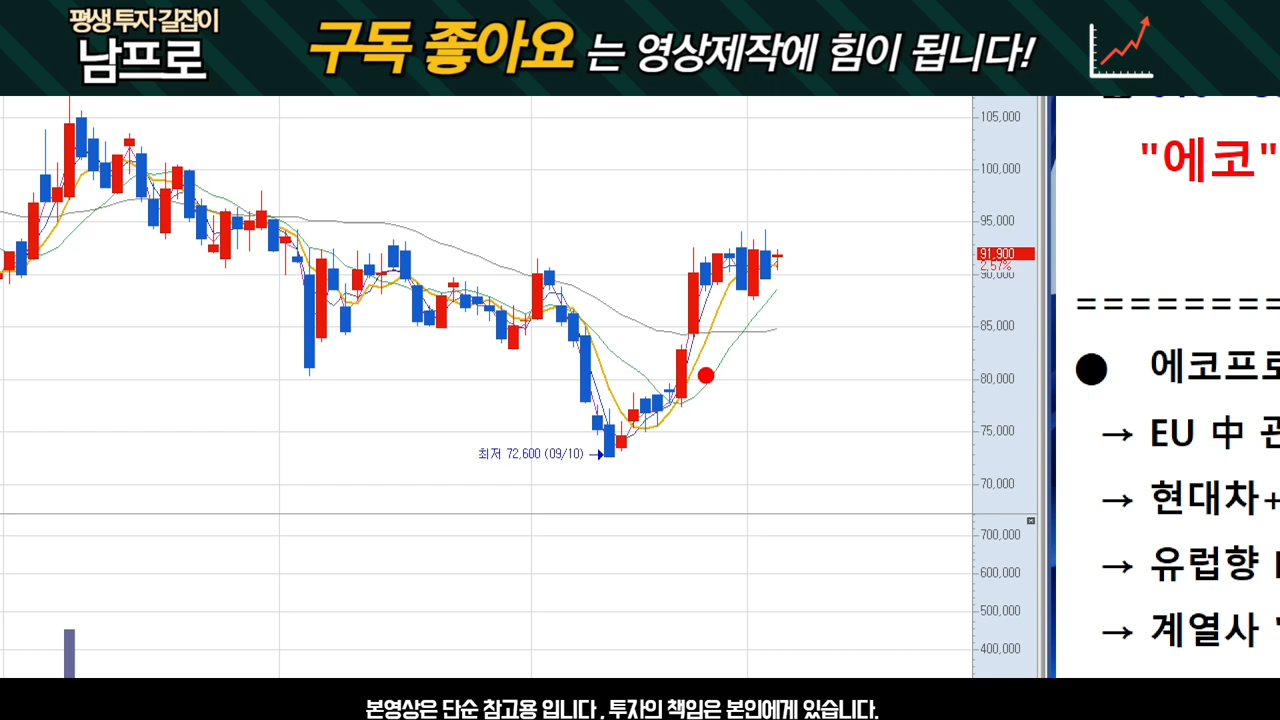 평생 투자 길잡이
남프로
구독 좋아요 는 영상제작에 힘이 됩니다!
105,000
100,000
95,000
91,900
2.57%
90,000
85,000
80,000
75,000
최저 72,600 (09/10)
70,000
700,000
600,000
500,000
400,000
"에코"
=========
● 에코프로
→ EU 中
→ 현대차+
→ 유럽향
→ 계열사
본영상은 단순 참고용 입니다 , 투자의 책임은 본인에게 있습니다.